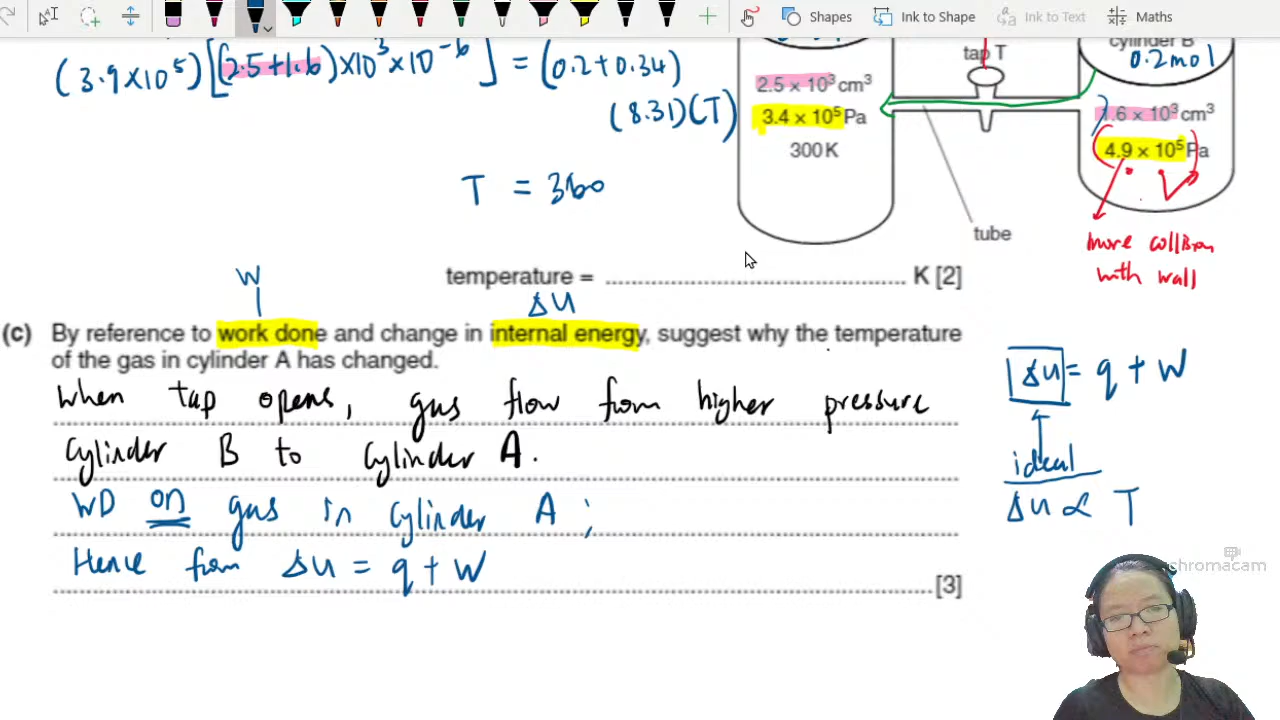 Shapes Ink to Shape Ink to Text Maths
(3.9×10⁵)[(2.5+1.6)×10³×10⁻⁶] = (0.2+0.34)
(8.31)(T)
T = 360
tap T
cylinder B
0.2mol
2.5 × 10³ cm³
3.4 × 10⁵ Pa
300 K
1.6 × 10³ cm³
4.9 × 10⁵ Pa
tube
more collision
with wall
temperature = ............ K [2]
W
ΔU
(c) By reference to work done and change in internal energy, suggest why the temperature
of the gas in cylinder A has changed.
When tap opens, gas flow from higher pressure
cylinder B to cylinder A.
WD on gas in cylinder A ;
Hence from ΔU = q + W
[3]
ΔU = q + W
ideal
ΔU ∝ T
chromacam